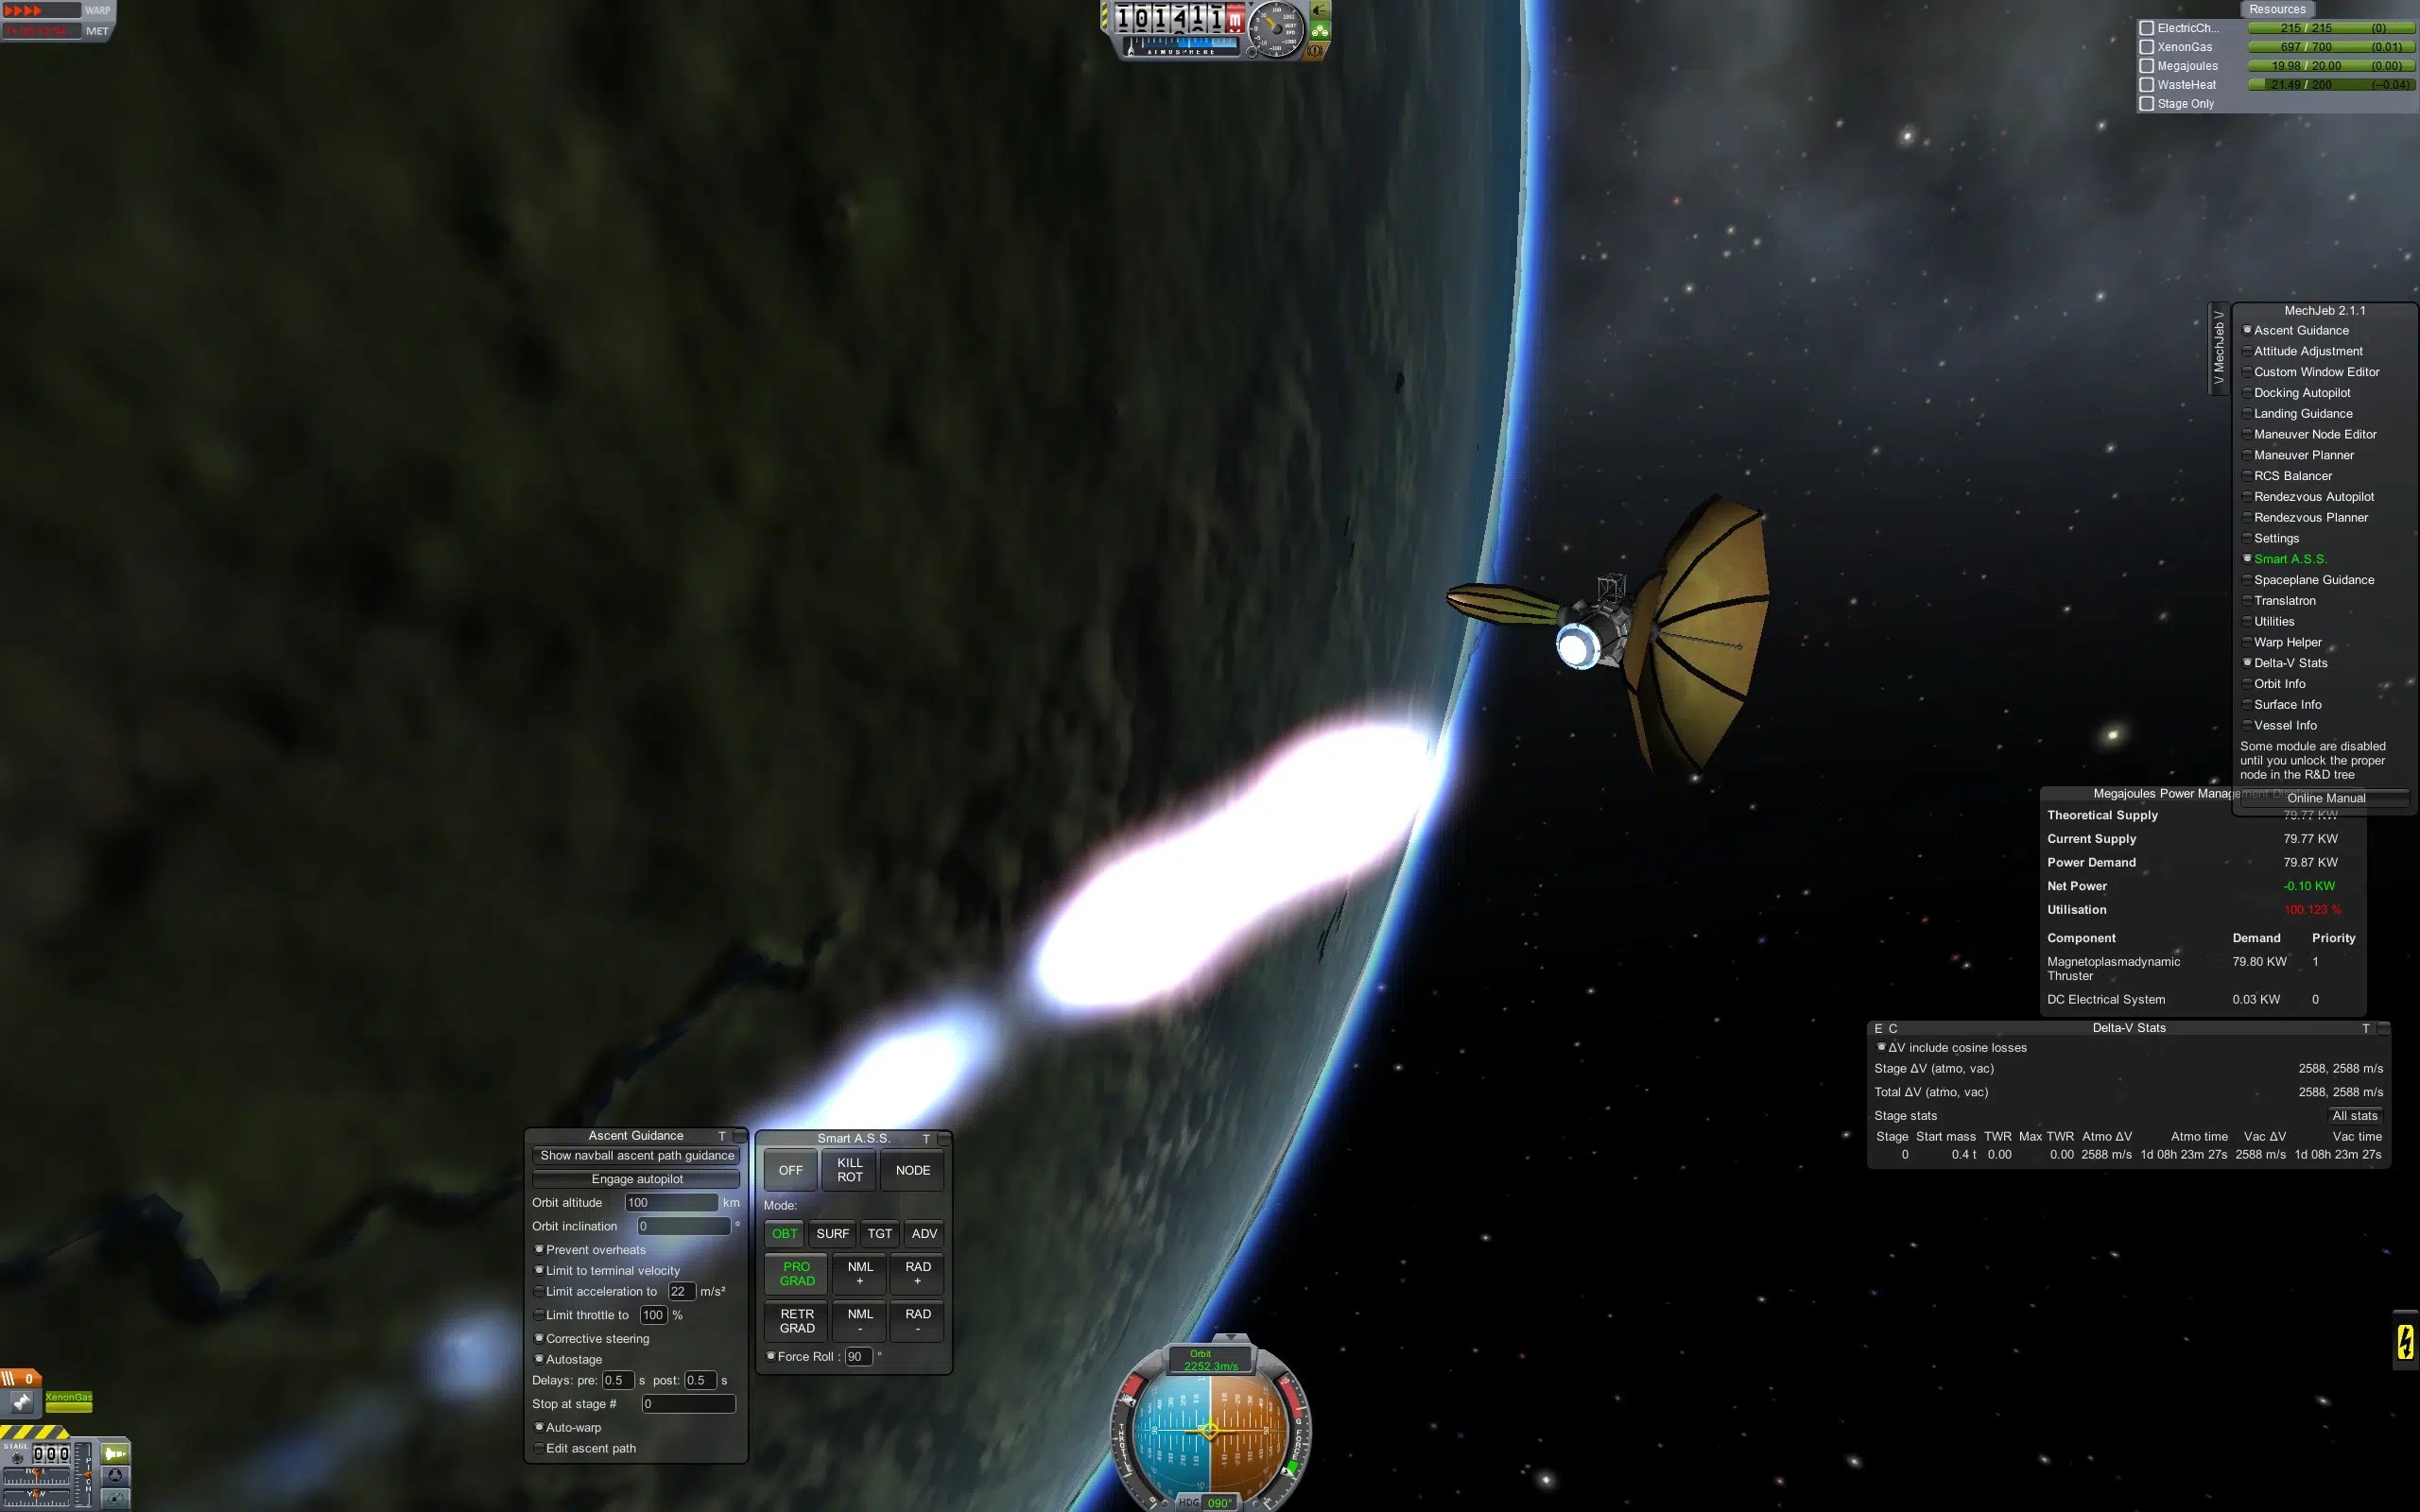 WARP
MET
101411m
ATMOSPHERE
Resources
ElectricCh... 215 / 215 (0)
XenonGas 697 / 700 (0.01)
Megajoules 19.98 / 20.00 (0.00)
WasteHeat 21.49 / 200 (−0.04)
Stage Only
V MechJeb V
MechJeb 2.1.1
Ascent Guidance
Attitude Adjustment
Custom Window Editor
Docking Autopilot
Landing Guidance
Maneuver Node Editor
Maneuver Planner
RCS Balancer
Rendezvous Autopilot
Rendezvous Planner
Settings
Smart A.S.S.
Spaceplane Guidance
Translatron
Utilities
Warp Helper
Delta-V Stats
Orbit Info
Surface Info
Vessel Info
Some module are disabled
until you unlock the proper
node in the R&D tree
Online Manual
Megajoules Power Management
Theoretical Supply 79.77 KW
Current Supply 79.77 KW
Power Demand 79.87 KW
Net Power -0.10 KW
Utilisation 100.123 %
Component Demand Priority
Magnetoplasmadynamic 79.80 KW 1
Thruster
DC Electrical System 0.03 KW 0
E C Delta-V Stats T
ΔV include cosine losses
Stage ΔV (atmo, vac) 2588, 2588 m/s
Total ΔV (atmo, vac) 2588, 2588 m/s
Stage stats All stats
Stage Start mass TWR Max TWR Atmo ΔV Atmo time Vac ΔV Vac time
0 0.4 t 0.00 0.00 2588 m/s 1d 08h 23m 27s 2588 m/s 1d 08h 23m 27s
Ascent Guidance T
Show navball ascent path guidance
Engage autopilot
Orbit altitude 100 km
Orbit inclination 0 °
Prevent overheats
Limit to terminal velocity
Limit acceleration to 22 m/s²
Limit throttle to 100 %
Corrective steering
Autostage
Delays: pre: 0.5 s post: 0.5 s
Stop at stage # 0
Auto-warp
Edit ascent path
Smart A.S.S. T
OFF KILL ROT NODE
Mode:
OBT SURF TGT ADV
PRO GRAD NML + RAD +
RETR GRAD NML - RAD -
Force Roll : 90 °
Orbit
2252.3m/s
HDG 090°
0
XenonGas
STAGE 000
PITCH
ROLL
YAW